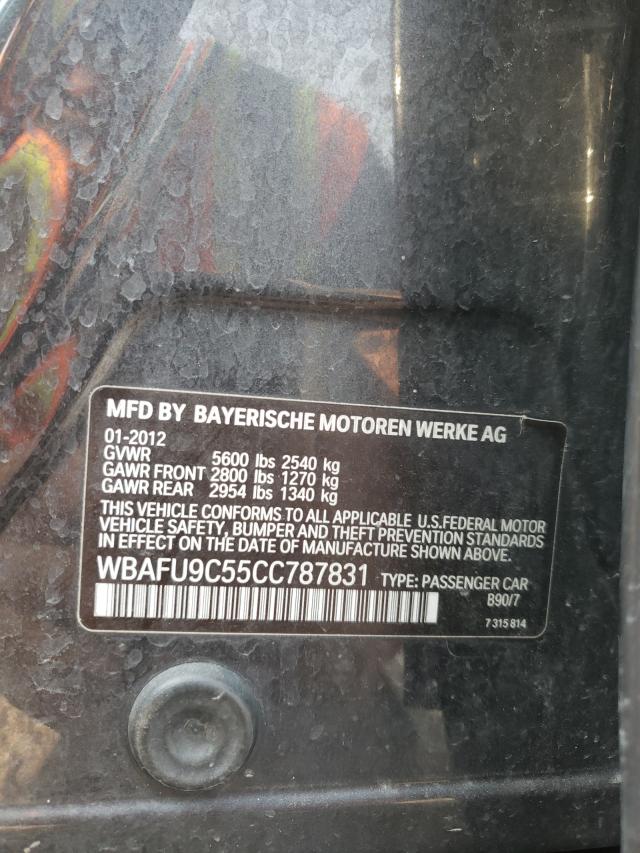 MFD BY BAYERISCHE MOTOREN WERKE AG
01-2012
GVWR 5600 lbs 2540 kg
GAWR FRONT 2800 lbs 1270 kg
GAWR REAR 2954 lbs 1340 kg
THIS VEHICLE CONFORMS TO ALL APPLICABLE U.S.FEDERAL MOTOR
VEHICLE SAFETY, BUMPER AND THEFT PREVENTION STANDARDS
IN EFFECT ON DATE OF MANUFACTURE SHOWN ABOVE.
WBAFU9C55CC787831 TYPE: PASSENGER CAR
B90/7
7 315 814